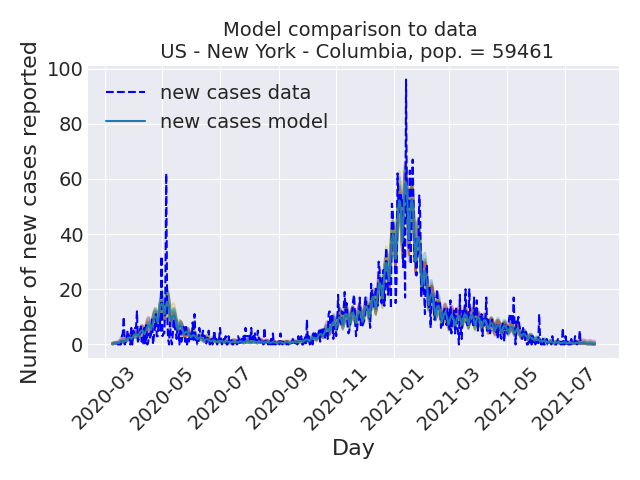 Model comparison to data
US - New York - Columbia, pop. = 59461
Number of new cases reported
100
80
60
40
20
0
new cases data
new cases model
2020-03
2020-05
2020-07
2020-09
2020-11
2021-01
2021-03
2021-05
2021-07
Day